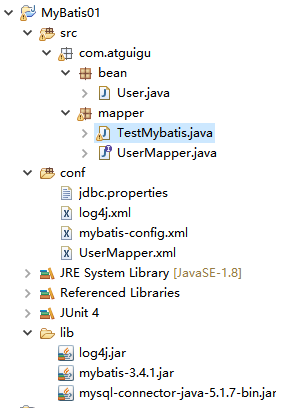 MyBatis01
src
com.atguigu
bean
User.java
mapper
TestMybatis.java
UserMapper.java
conf
jdbc.properties
log4j.xml
mybatis-config.xml
UserMapper.xml
JRE System Library [JavaSE-1.8]
Referenced Libraries
JUnit 4
lib
log4j.jar
mybatis-3.4.1.jar
mysql-connector-java-5.1.7-bin.jar